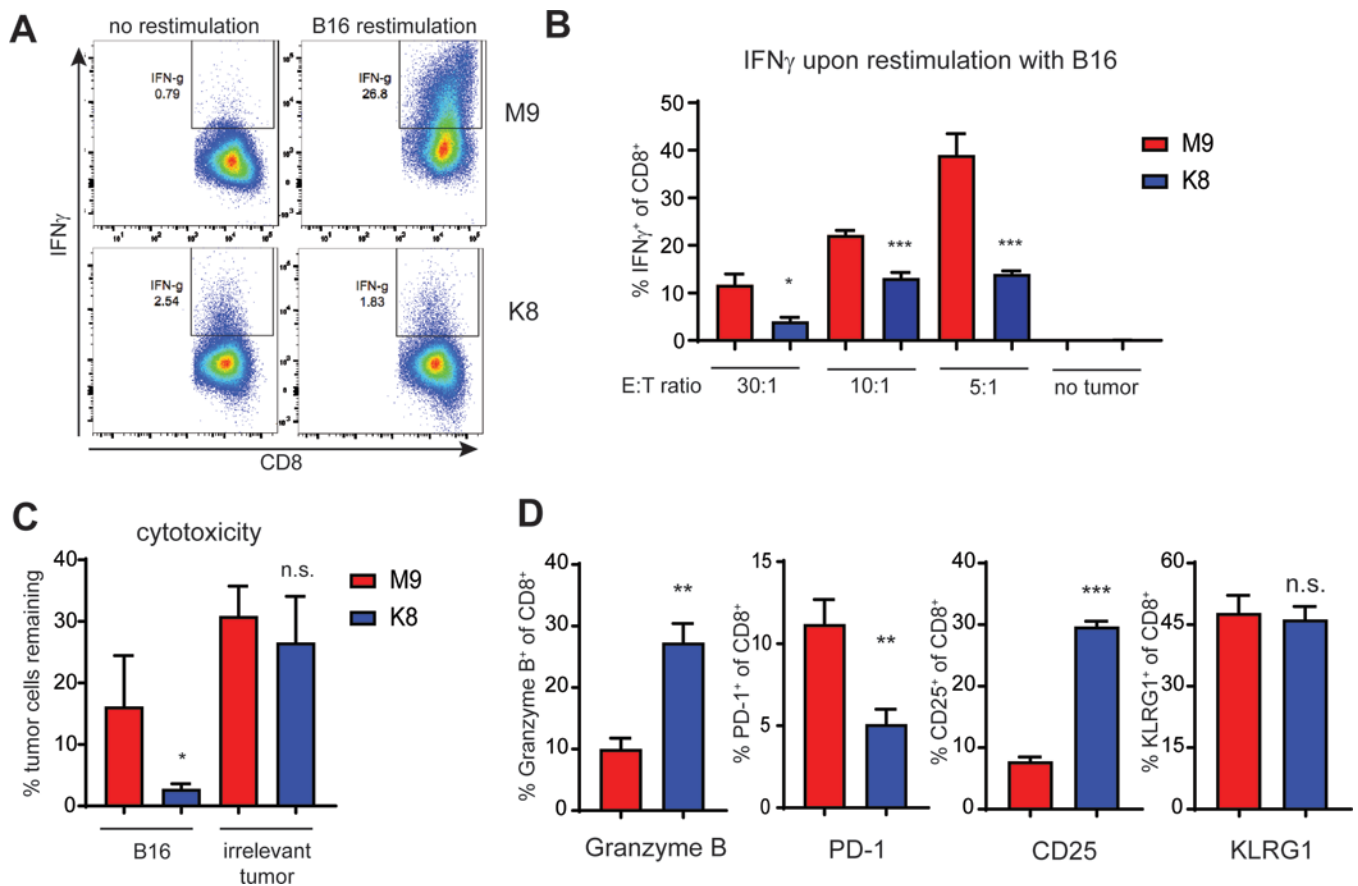 A
no restimulation
B16 restimulation
IFN-g
0.79
IFN-g
26.8
M9
IFN-g
2.54
IFN-g
1.83
K8
IFNγ
CD8
B
IFNγ upon restimulation with B16
% IFNγ⁺ of CD8⁺
50
40
30
20
10
0
M9
K8
*
***
***
E:T ratio
30:1
10:1
5:1
no tumor
C
cytotoxicity
% tumor cells remaining
40
30
20
10
0
*
n.s.
M9
K8
B16
irrelevant
tumor
D
% Granzyme B⁺ of CD8⁺
40
30
20
10
0
**
Granzyme B
% PD-1⁺ of CD8⁺
15
10
5
0
**
PD-1
% CD25⁺ of CD8⁺
40
30
20
10
0
***
CD25
% KLRG1⁺ of CD8⁺
60
45
30
15
0
n.s.
KLRG1